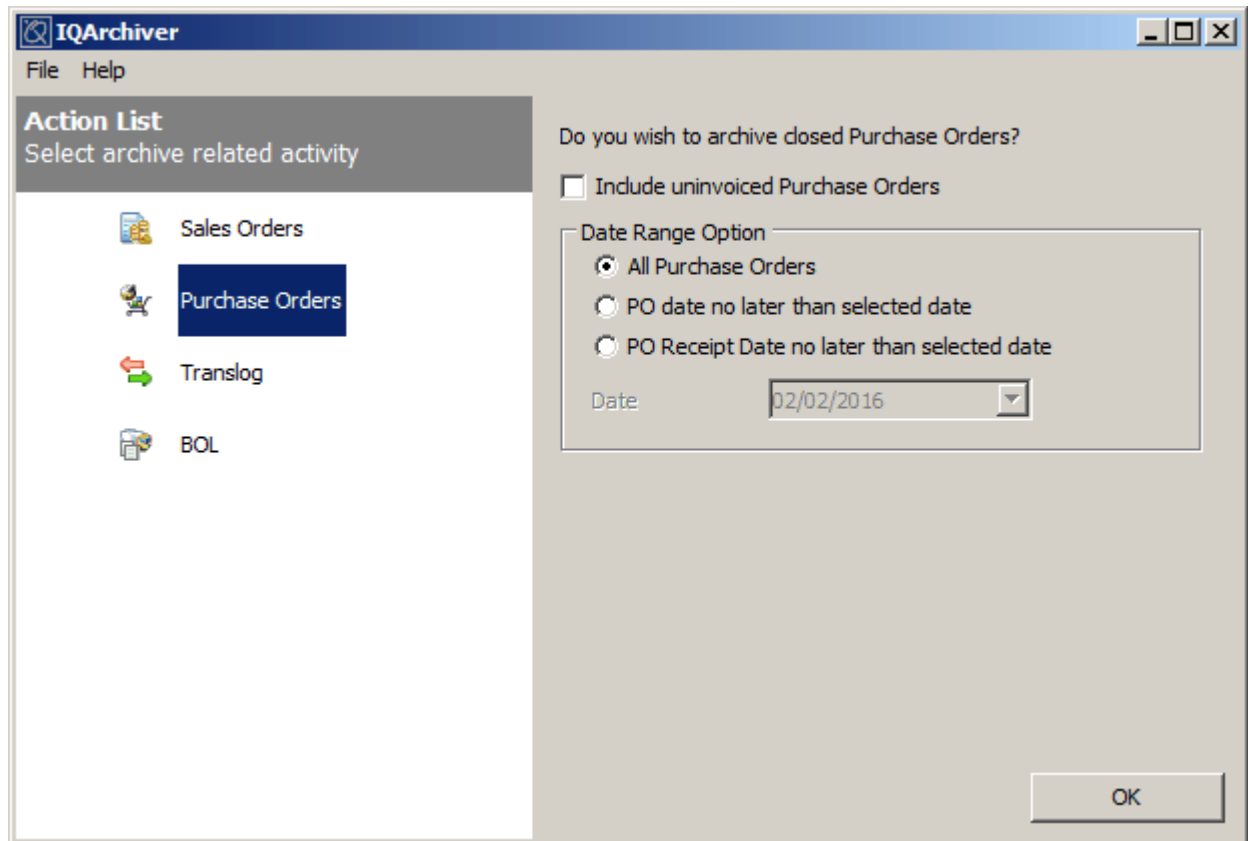 IQArchiver
File Help
Action List
Select archive related activity
Sales Orders
Purchase Orders
Translog
BOL
Do you wish to archive closed Purchase Orders?
Include uninvoiced Purchase Orders
Date Range Option
All Purchase Orders
PO date no later than selected date
PO Receipt Date no later than selected date
Date 02/02/2016
OK